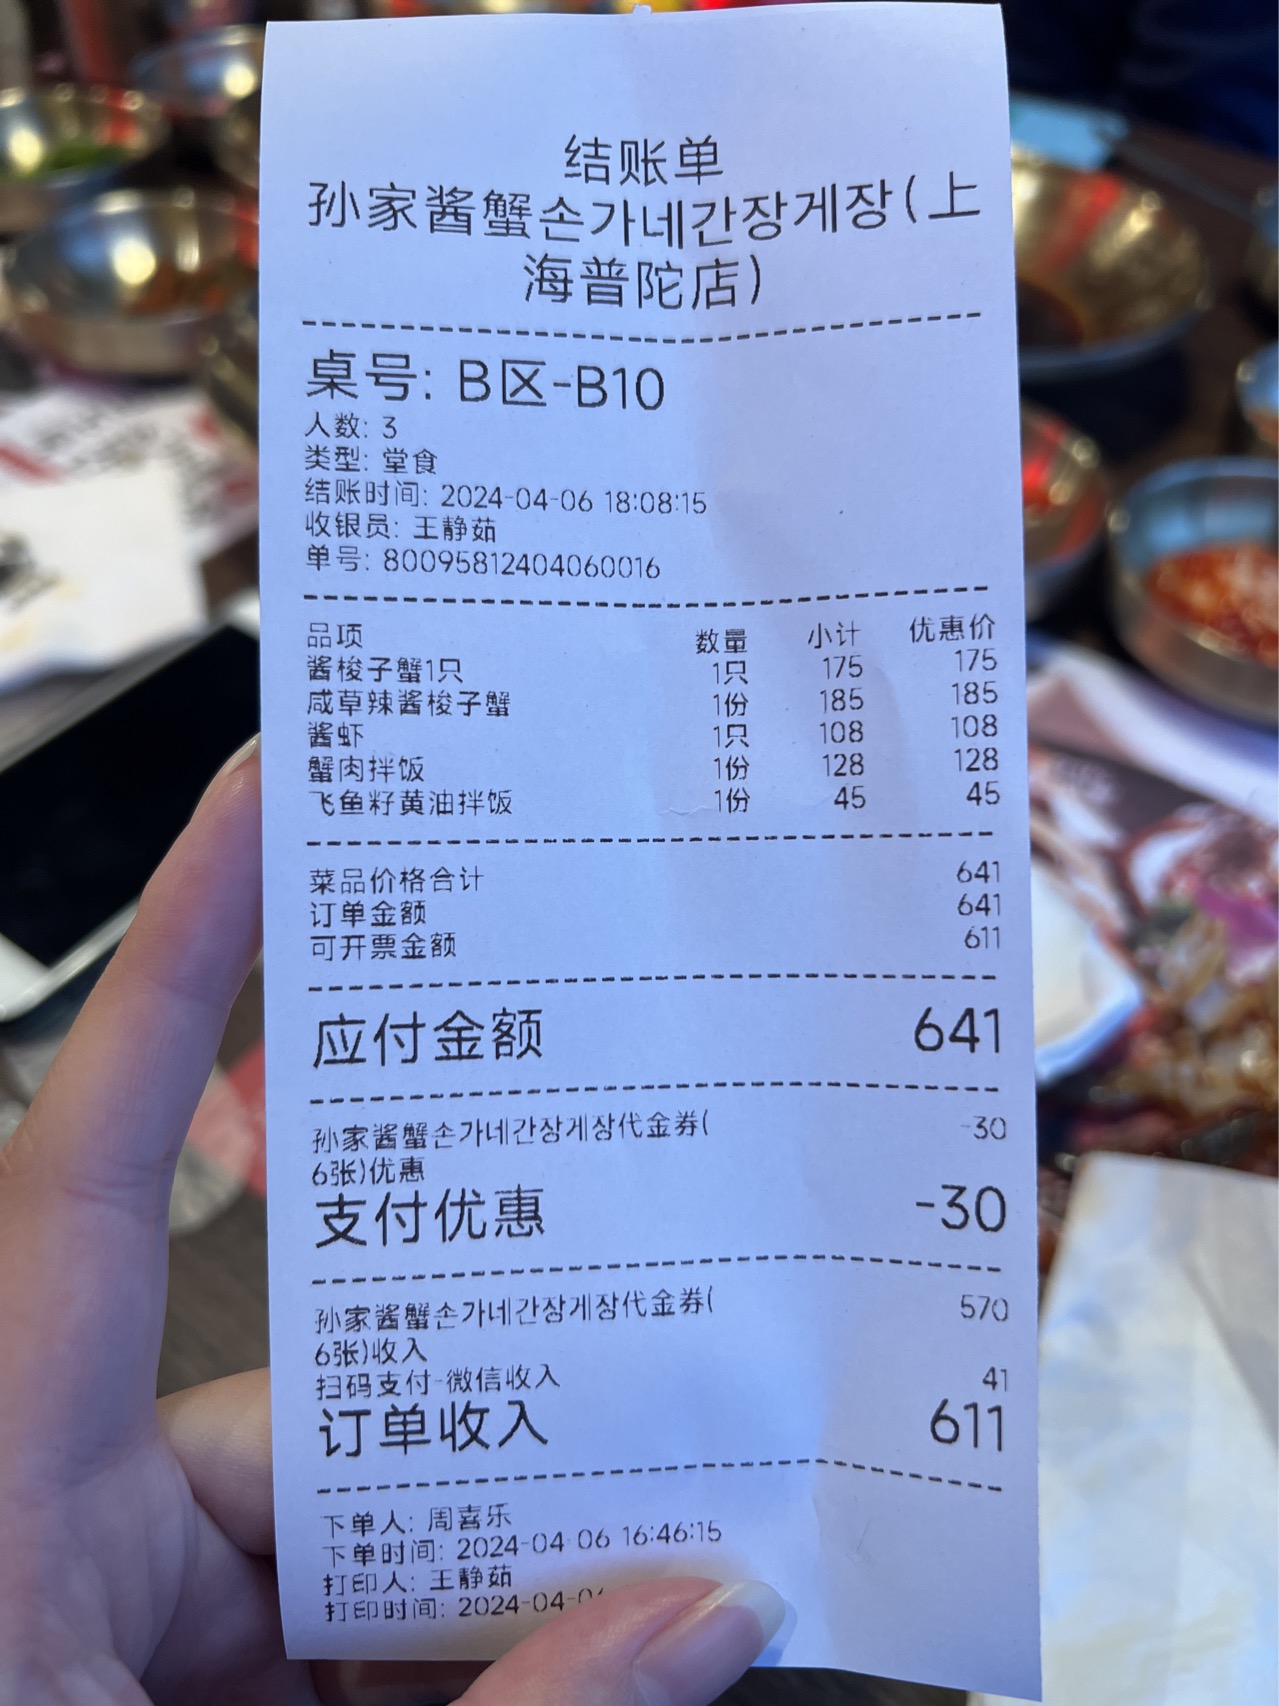 结账单
孙家酱蟹손가네간장게장(上
海普陀店)
桌号: B区-B10
人数: 3
类型: 堂食
结账时间: 2024-04-06 18:08:15
收银员: 王静茹
单号: 80095812404060016
品项 数量 小计 优惠价
酱梭子蟹1只 1只 175 175
咸草辣酱梭子蟹 1份 185 185
酱虾 1只 108 108
蟹肉拌饭 1份 128 128
飞鱼籽黄油拌饭 1份 45 45
菜品价格合计 641
订单金额 641
可开票金额 611
应付金额 641
孙家酱蟹손가네간장게장代金券( -30
6张)优惠
支付优惠 -30
孙家酱蟹손가네간장게장代金券( 570
6张)收入
扫码支付-微信收入 41
订单收入 611
下单人: 周喜乐
下单时间: 2024-04-06 16:46:15
打印人: 王静茹
打印时间: 2024-04-0